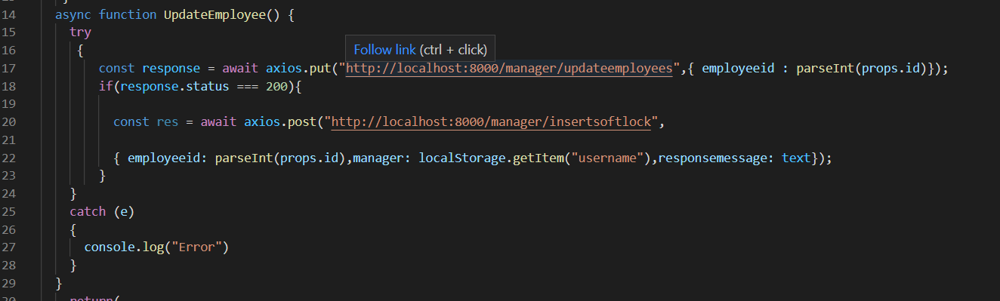 14 async function UpdateEmployee() {
15 try
Follow link (ctrl + click)
16 {
17 const response = await axios.put("http://localhost:8000/manager/updateemployees",{ employeeid : parseInt(props.id)});
18 if(response.status === 200){
19
20 const res = await axios.post("http://localhost:8000/manager/insertsoftlock",
21
22 { employeeid: parseInt(props.id),manager: localStorage.getItem("username"),responsemessage: text});
23 }
24 }
25 catch (e)
26 {
27 console.log("Error")
28 }
29 }
30 return(